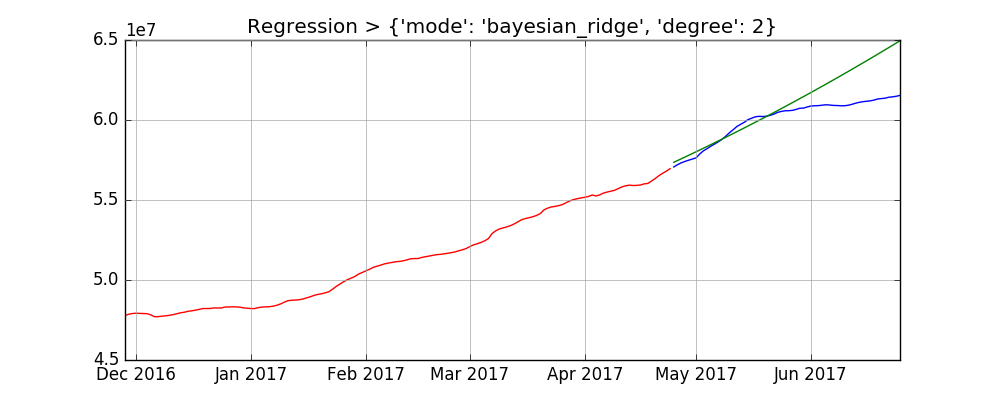 Regression > {'mode': 'bayesian_ridge', 'degree': 2}
1e7
6.5
6.0
5.5
5.0
4.5
Dec 2016 Jan 2017 Feb 2017 Mar 2017 Apr 2017 May 2017 Jun 2017